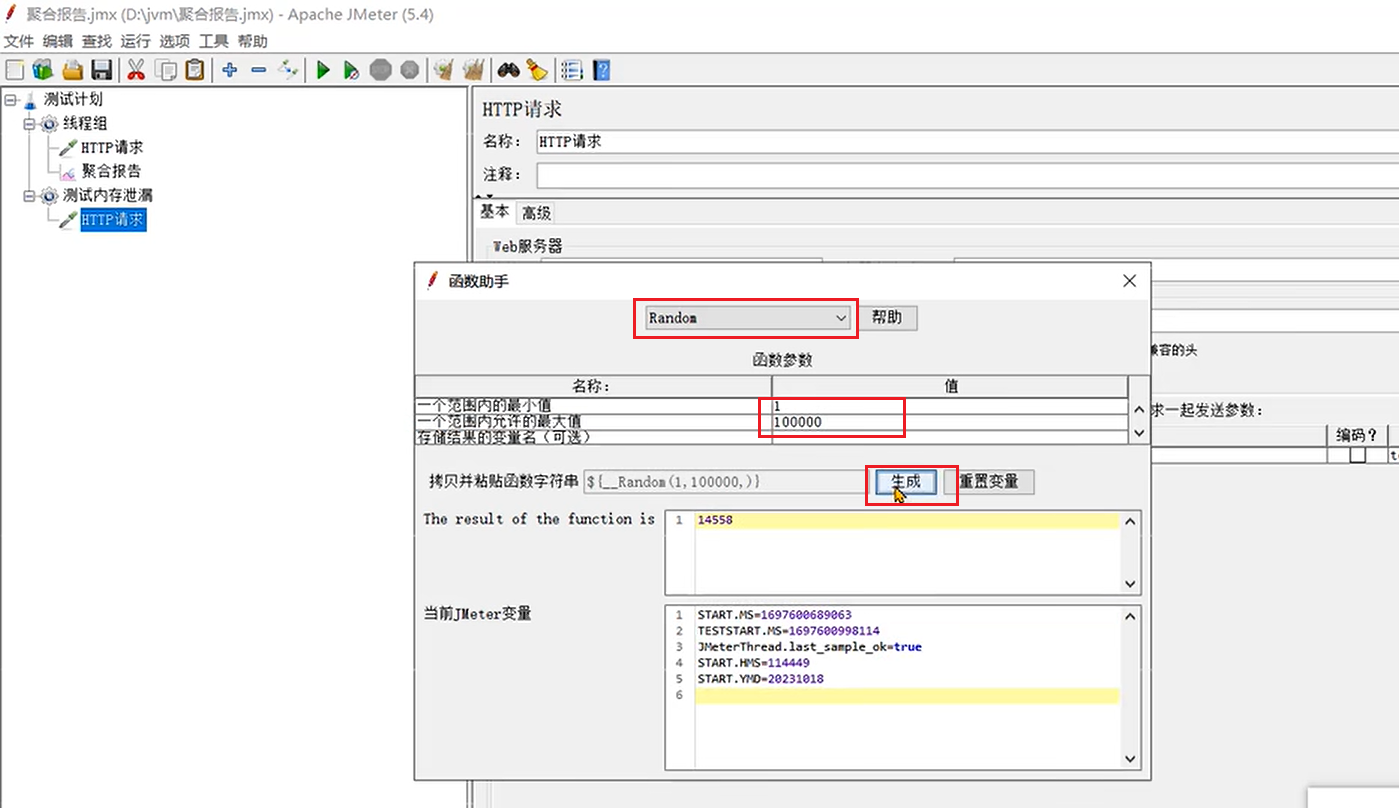 聚合报告.jmx (D:\jvm\聚合报告.jmx) - Apache JMeter (5.4)
文件 编辑 查找 运行 选项 工具 帮助
测试计划
线程组
HTTP请求
聚合报告
测试内存泄漏
HTTP请求
HTTP请求
名称： HTTP请求
注释：
基本 高级
Web服务器
函数助手
Random 帮助
函数参数
名称： 值
一个范围内的最小值 1
一个范围内允许的最大值 100000
存储结果的变量名（可选）
拷贝并粘贴函数字符串 ${__Random(1,100000,)} 生成 重置变量
The result of the function is 1 14558
当前JMeter变量
1 START.MS=1697600689063
2 TESTSTART.MS=1697600998114
3 JMeterThread.last_sample_ok=true
4 START.HMS=114449
5 START.YMD=20231018
6
兼容的头
求一起发送参数：
编码？